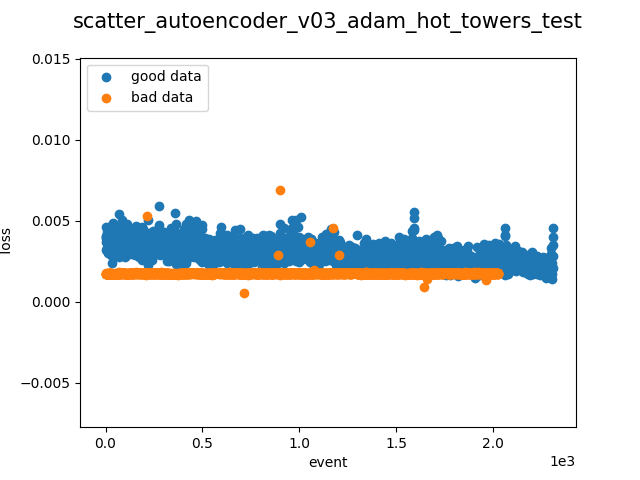 scatter_autoencoder_v03_adam_hot_towers_test
0.015
0.010
0.005
0.000
−0.005
loss
good data
bad data
0.0 0.5 1.0 1.5 2.0
1e3
event